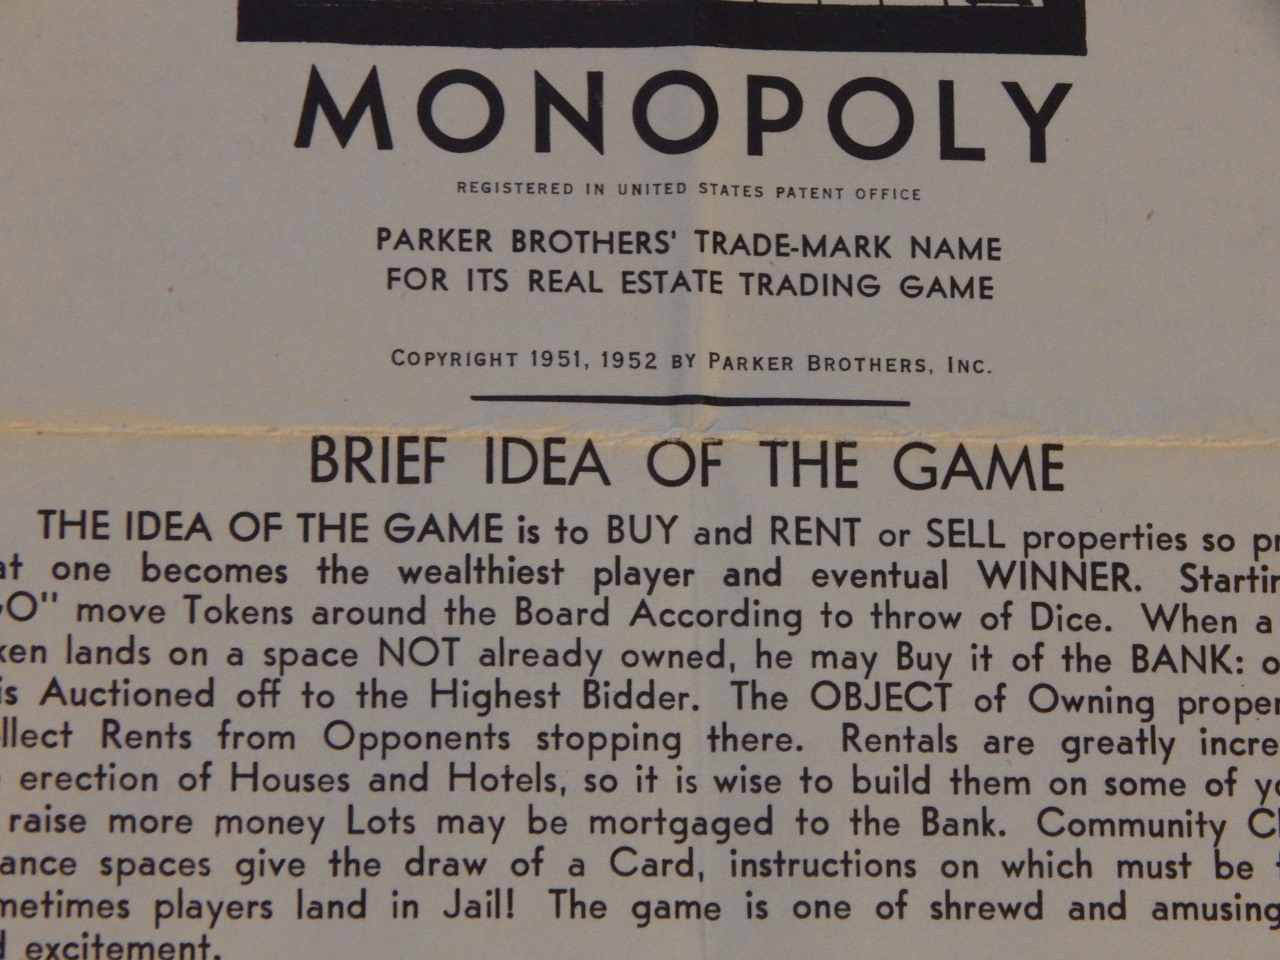 MONOPOLY
REGISTERED IN UNITED STATES PATENT OFFICE
PARKER BROTHERS' TRADE-MARK NAME
FOR ITS REAL ESTATE TRADING GAME
COPYRIGHT 1951, 1952 BY PARKER BROTHERS, INC.
BRIEF IDEA OF THE GAME
THE IDEA OF THE GAME is to BUY and RENT or SELL properties so
one becomes the wealthiest player and eventual WINNER.
move Tokens around the Board According to throw of Dice. When a
lands on a space NOT already owned, he may Buy it of the BANK:
is Auctioned off to the Highest Bidder. The OBJECT of Owning
Rents from Opponents stopping there. Rentals are greatly
erection of Houses and Hotels, so it is wise to build them on some of
raise more money Lots may be mortgaged to the Bank. Community
spaces give the draw of a Card, instructions on which must be
players land in Jail! The game is one of shrewd and amusing
excitement.